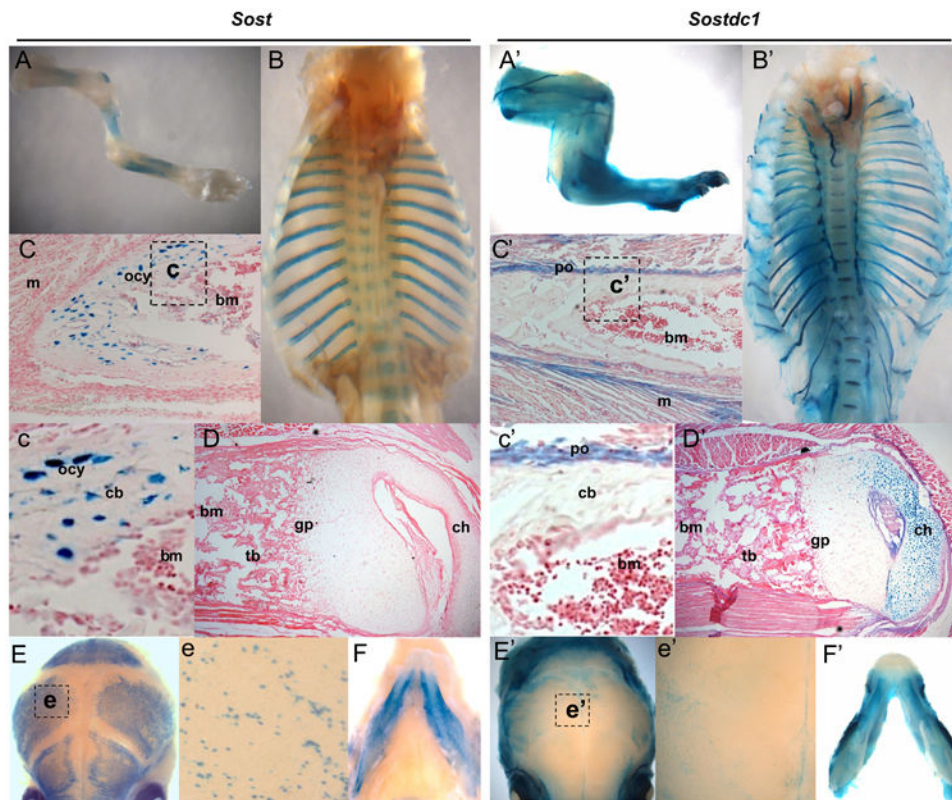 Sost
Sostdc1
A
B
A'
B'
C
ocy
c
m
bm
C'
po
c'
bm
m
c
ocy
cb
bm
D
bm
gp
ch
tb
c'
po
cb
bm
D'
bm
gp
ch
tb
E
e
e
F
E'
e'
e'
F'